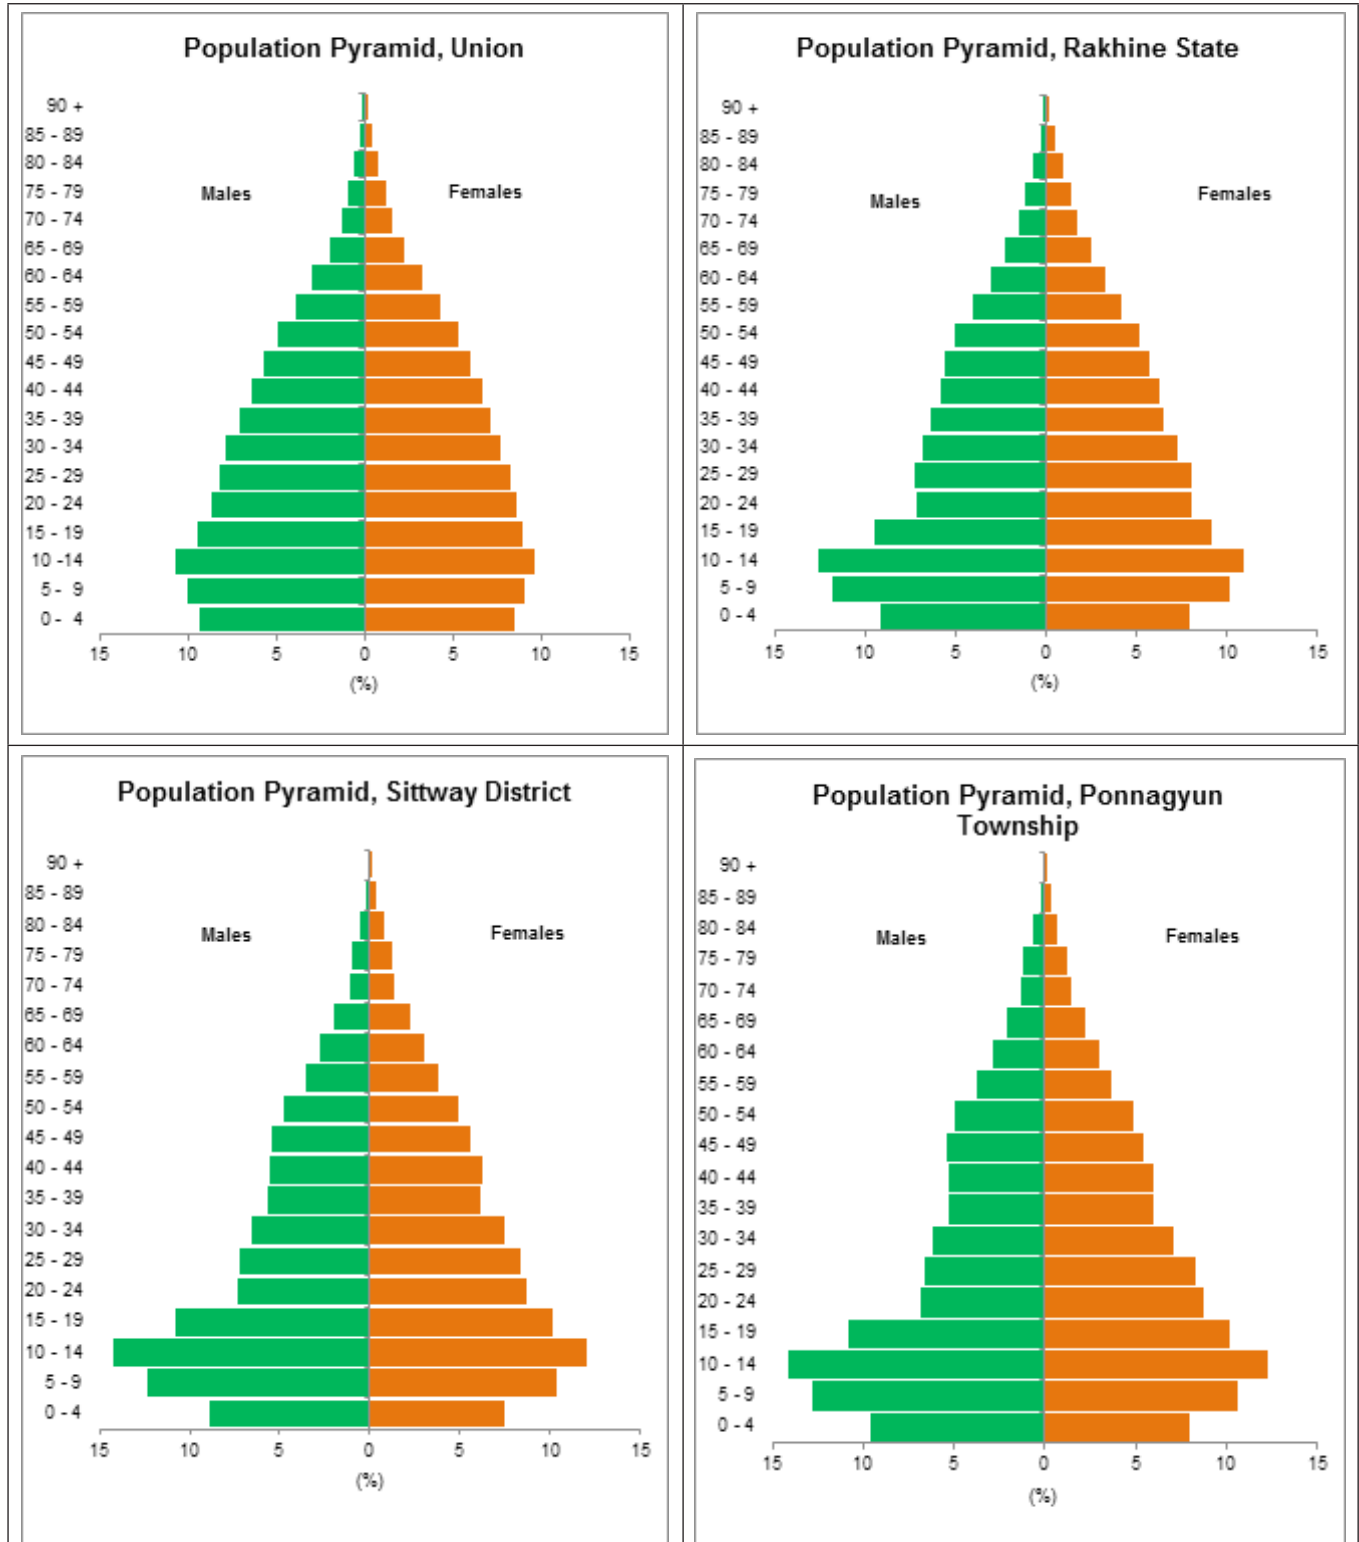 Population Pyramid, Union
90 +
85 - 89
80 - 84
75 - 79
70 - 74
65 - 69
60 - 64
55 - 59
50 - 54
45 - 49
40 - 44
35 - 39
30 - 34
25 - 29
20 - 24
15 - 19
10 -14
5 - 9
0 - 4
Males
Females
15 10 5 0 5 10 15
(%)
Population Pyramid, Rakhine State
90 +
85 - 89
80 - 84
75 - 79
70 - 74
65 - 69
60 - 64
55 - 59
50 - 54
45 - 49
40 - 44
35 - 39
30 - 34
25 - 29
20 - 24
15 - 19
10 - 14
5 - 9
0 - 4
Males
Females
15 10 5 0 5 10 15
(%)
Population Pyramid, Sittway District
90 +
85 - 89
80 - 84
75 - 79
70 - 74
65 - 69
60 - 64
55 - 59
50 - 54
45 - 49
40 - 44
35 - 39
30 - 34
25 - 29
20 - 24
15 - 19
10 - 14
5 - 9
0 - 4
Males
Females
15 10 5 0 5 10 15
(%)
Population Pyramid, Ponnagyun
Township
90 +
85 - 89
80 - 84
75 - 79
70 - 74
65 - 69
60 - 64
55 - 59
50 - 54
45 - 49
40 - 44
35 - 39
30 - 34
25 - 29
20 - 24
15 - 19
10 - 14
5 - 9
0 - 4
Males
Females
15 10 5 0 5 10 15
(%)